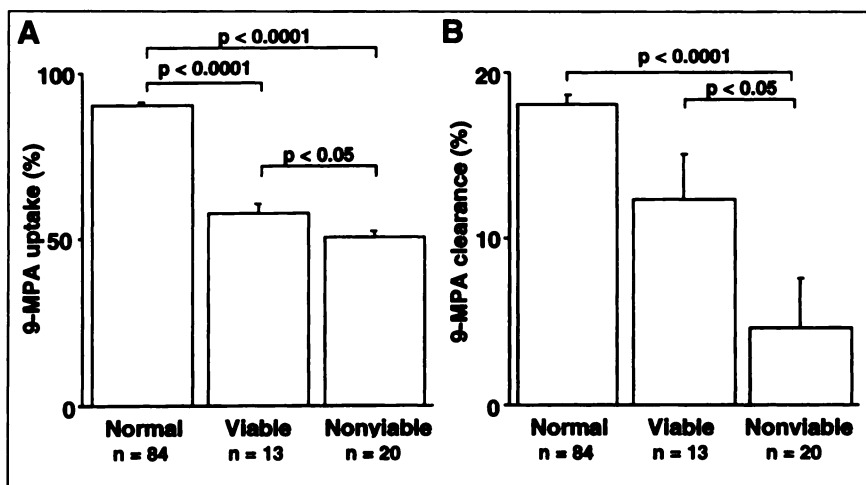 A
p < 0.0001
p < 0.0001
p < 0.05
9-MPA uptake (%)
100
50
0
Normal Viable Nonviable
n = 84 n = 13 n = 20
B
p < 0.0001
p < 0.05
9-MPA clearance (%)
20
10
0
Normal Viable Nonviable
n = 84 n = 13 n = 20